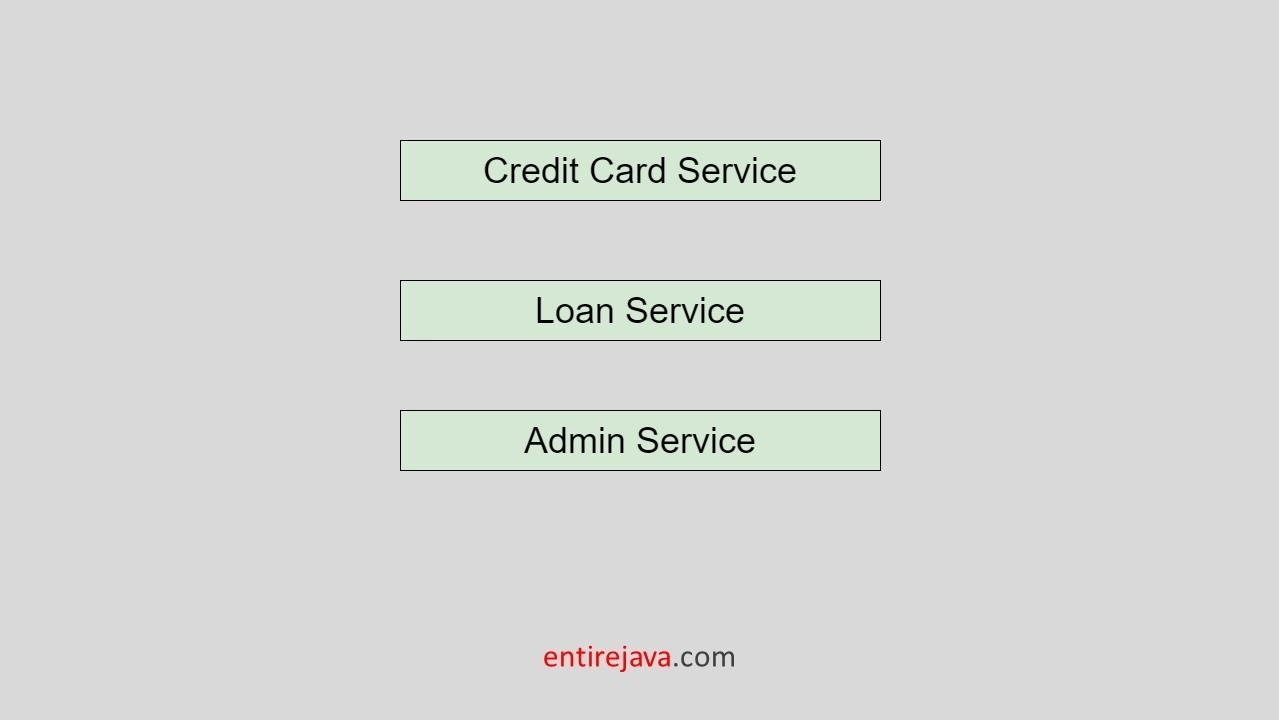 Credit Card Service
Loan Service
Admin Service
entirejava.com